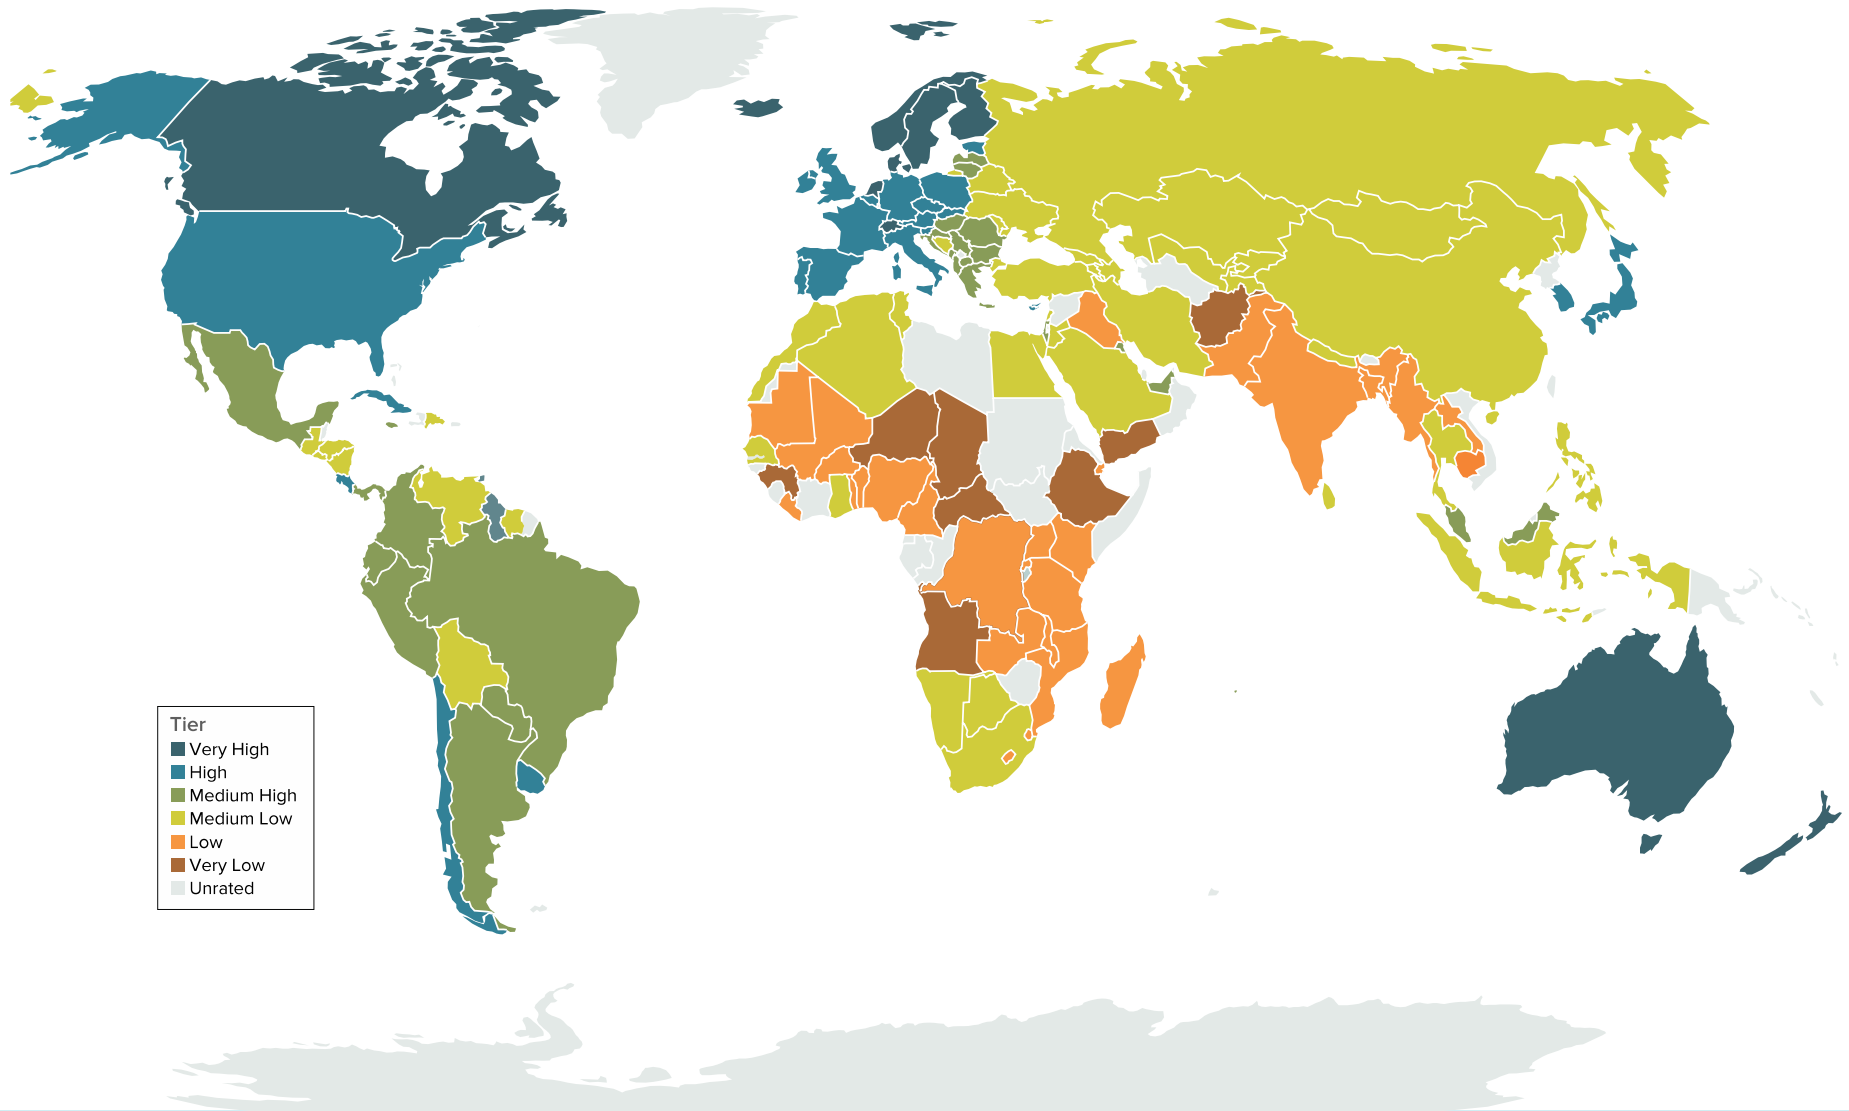 Tier
Very High
High
Medium High
Medium Low
Low
Very Low
Unrated